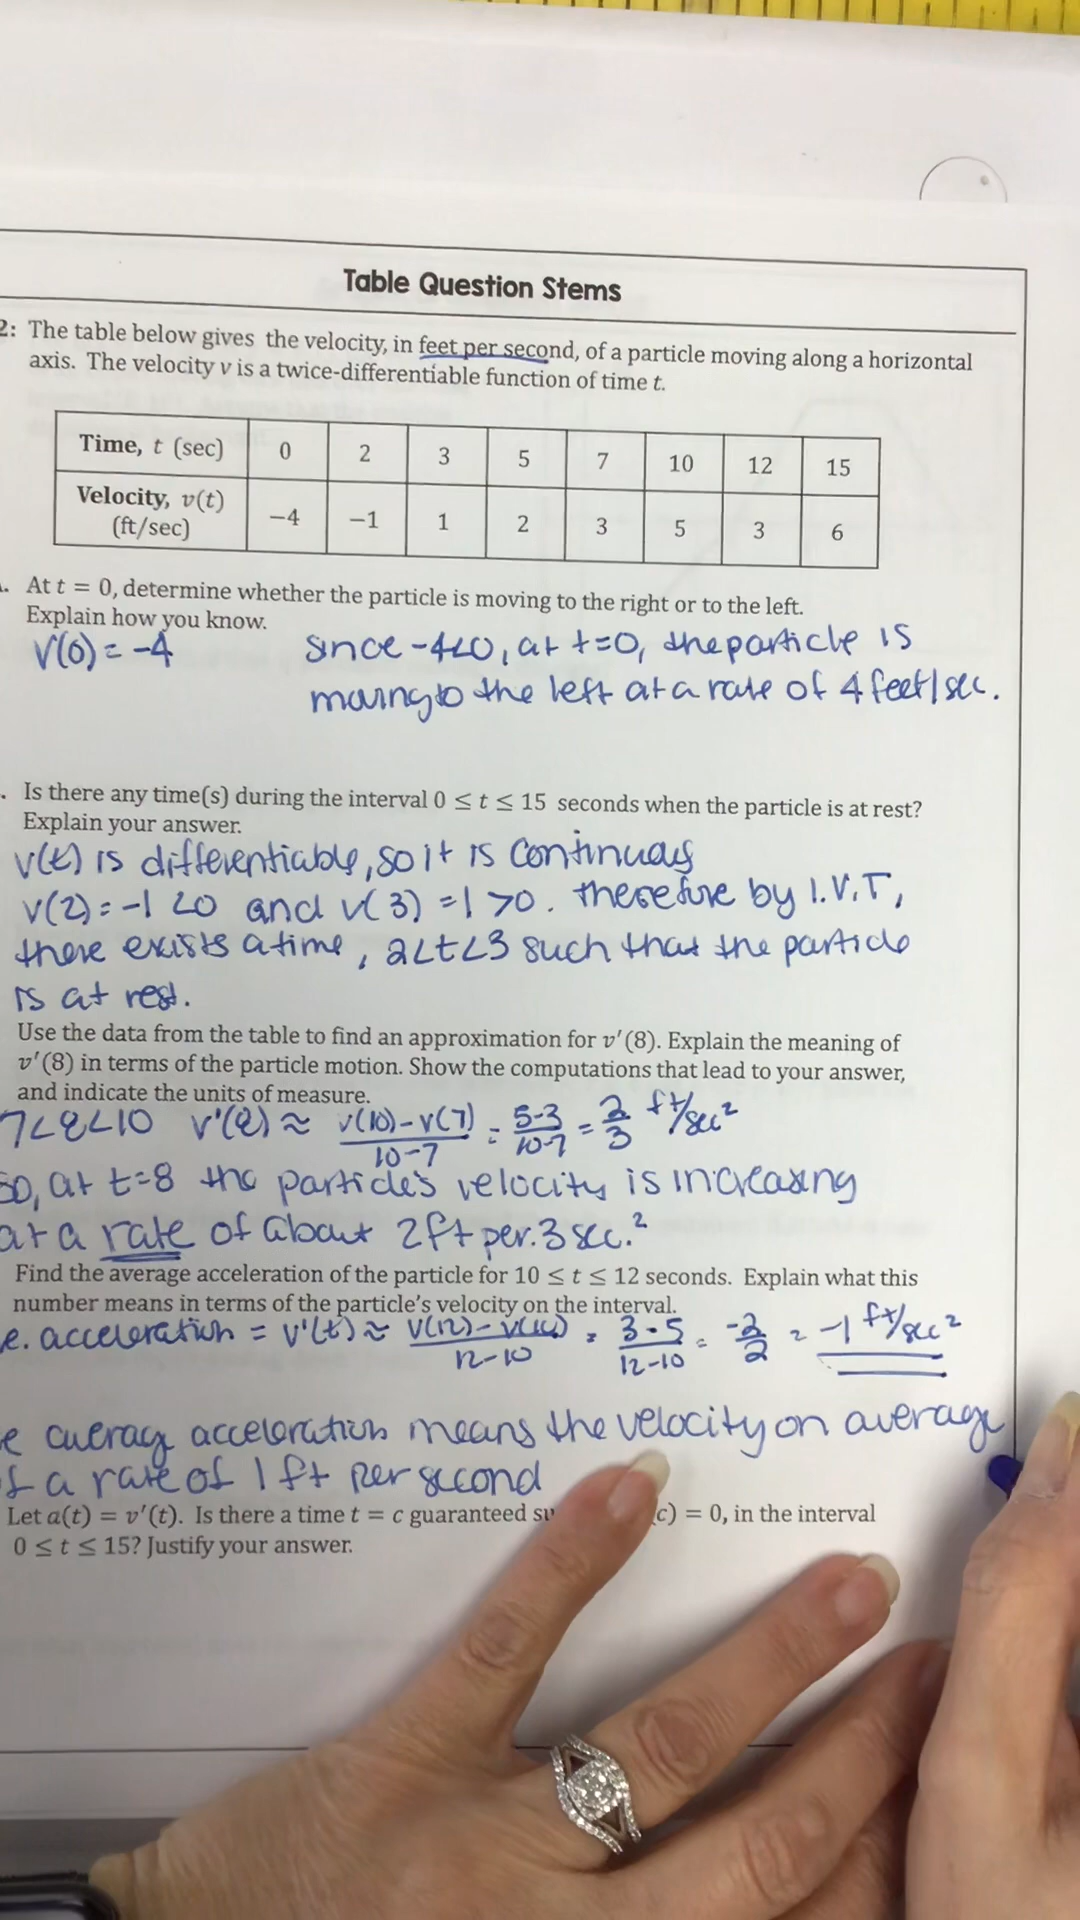 Table Question Stems
2: The table below gives the velocity, in feet per second, of a particle moving along a horizontal
axis. The velocity v is a twice-differentiable function of time t.
Time, t (sec) 0 2 3 5 7 10 12 15
Velocity, v(t) (ft/sec) −4 −1 1 2 3 5 3 6
. At t = 0, determine whether the particle is moving to the right or to the left.
Explain how you know.
v(0) = -4 since -4<0, at t=0, the particle is
moving to the left at a rate of 4 feet/sec.
. Is there any time(s) during the interval 0 ≤ t ≤ 15 seconds when the particle is at rest?
Explain your answer.
v(t) is differentiable, so it is continuous
v(2) = -1 <0 and v(3) = 1 >0. therefore by I.V.T,
there exists a time, 2<t<3 such that the particle
is at rest.
Use the data from the table to find an approximation for v′(8). Explain the meaning of
v′(8) in terms of the particle motion. Show the computations that lead to your answer,
and indicate the units of measure.
7<8<10 v'(8) ≈ v(10)-v(7)/10-7 = 5-3/10-7 = 2/3 ft/sec²
so, at t=8 the particle's velocity is increasing
at a rate of about 2ft per.3sec.²
Find the average acceleration of the particle for 10 ≤ t ≤ 12 seconds. Explain what this
number means in terms of the particle's velocity on the interval.
e. acceleration = v'(t) ≈ v(12)-v(10)/12-10 = 3-5/12-10 = -2/2 = -1 ft/sec²
e average acceleration means the velocity on average
a rate of 1 ft per second
Let a(t) = v′(t). Is there a time t = c guaranteed su c) = 0, in the interval
0 ≤ t ≤ 15? Justify your answer.